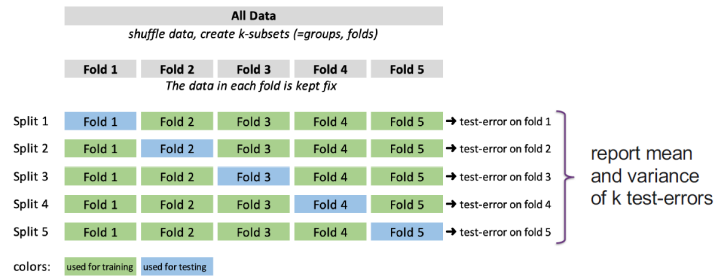 All Data
shuffle data, create k-subsets (=groups, folds)
Fold 1 Fold 2 Fold 3 Fold 4 Fold 5
The data in each fold is kept fix
Split 1 Fold 1 Fold 2 Fold 3 Fold 4 Fold 5 → test-error on fold 1
Split 2 Fold 1 Fold 2 Fold 3 Fold 4 Fold 5 → test-error on fold 2
Split 3 Fold 1 Fold 2 Fold 3 Fold 4 Fold 5 → test-error on fold 3
Split 4 Fold 1 Fold 2 Fold 3 Fold 4 Fold 5 → test-error on fold 4
Split 5 Fold 1 Fold 2 Fold 3 Fold 4 Fold 5 → test-error on fold 5
report mean
and variance
of k test-errors
colors: used for training used for testing